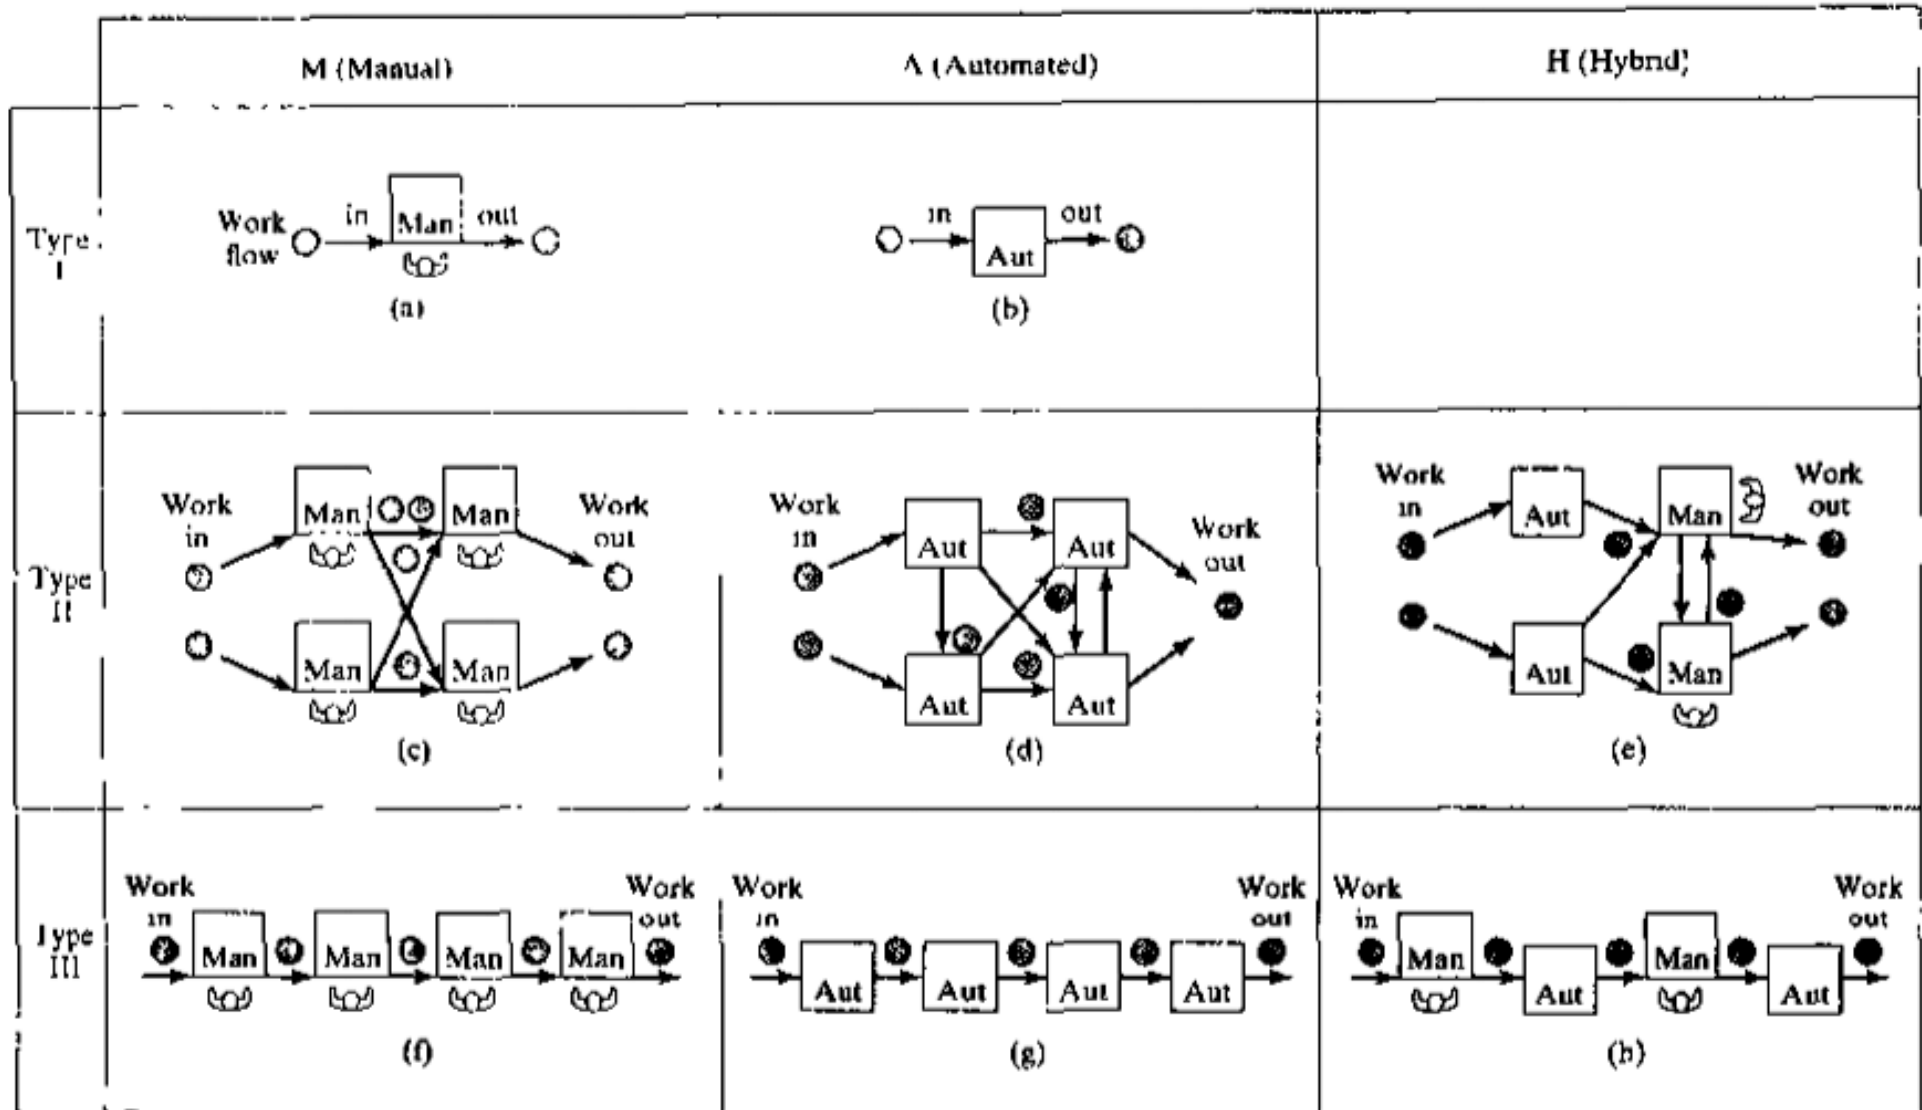 M (Manual)
A (Automated)
H (Hybrid)
Type
I
Work
flow
in
Man
out
(a)
in
Aut
out
(b)
Type
II
Work
in
Man
Man
Man
Man
Work
out
(c)
Work
in
Aut
Aut
Aut
Aut
Work
out
(d)
Work
in
Aut
Man
Aut
Man
Work
out
(e)
Type
III
Work
in
Man
Man
Man
Man
Work
out
(f)
Work
in
Aut
Aut
Aut
Aut
Work
out
(g)
Work
in
Man
Aut
Man
Aut
Work
out
(h)